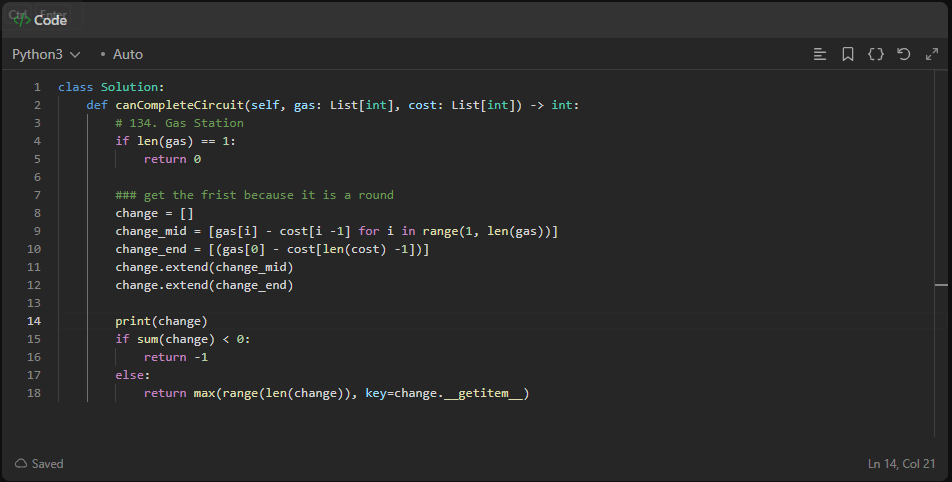 Ctrl Enter
</> Code
Python3 • Auto
1 class Solution:
2     def canCompleteCircuit(self, gas: List[int], cost: List[int]) -> int:
3         # 134. Gas Station
4         if len(gas) == 1:
5             return 0
6
7         ### get the frist because it is a round
8         change = []
9         change_mid = [gas[i] - cost[i -1] for i in range(1, len(gas))]
10         change_end = [(gas[0] - cost[len(cost) -1])]
11         change.extend(change_mid)
12         change.extend(change_end)
13
14         print(change)
15         if sum(change) < 0:
16             return -1
17         else:
18             return max(range(len(change)), key=change.__getitem__)
Saved Ln 14, Col 21